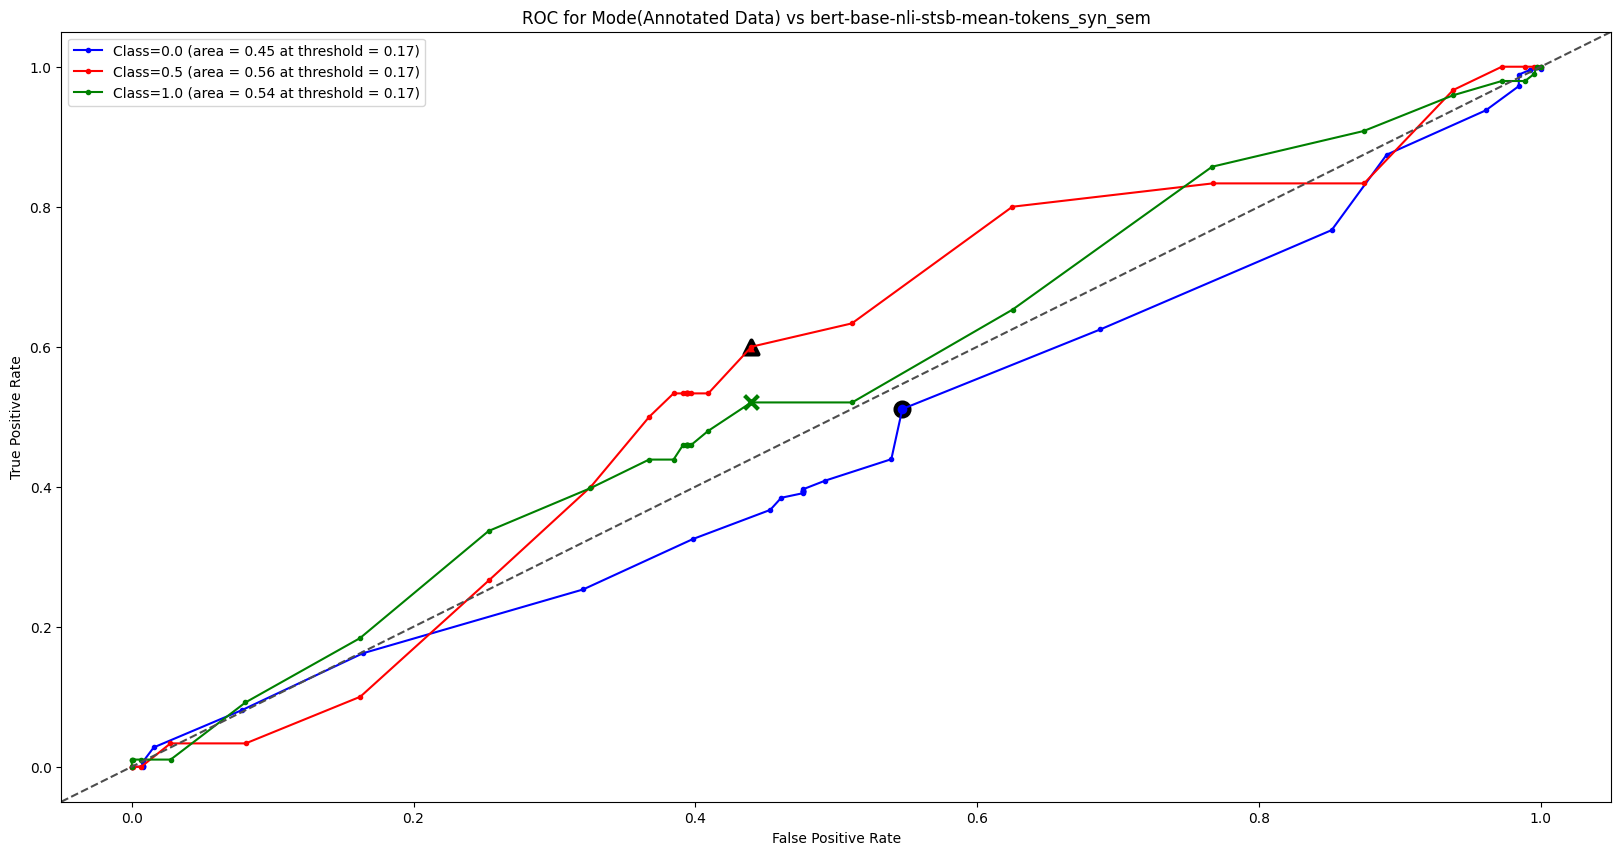 ROC for Mode(Annotated Data) vs bert-base-nli-stsb-mean-tokens_syn_sem
Class=0.0 (area = 0.45 at threshold = 0.17)
Class=0.5 (area = 0.56 at threshold = 0.17)
Class=1.0 (area = 0.54 at threshold = 0.17)
True Positive Rate
1.0
0.8
0.6
0.4
0.2
0.0
0.0 0.2 0.4 0.6 0.8 1.0
False Positive Rate